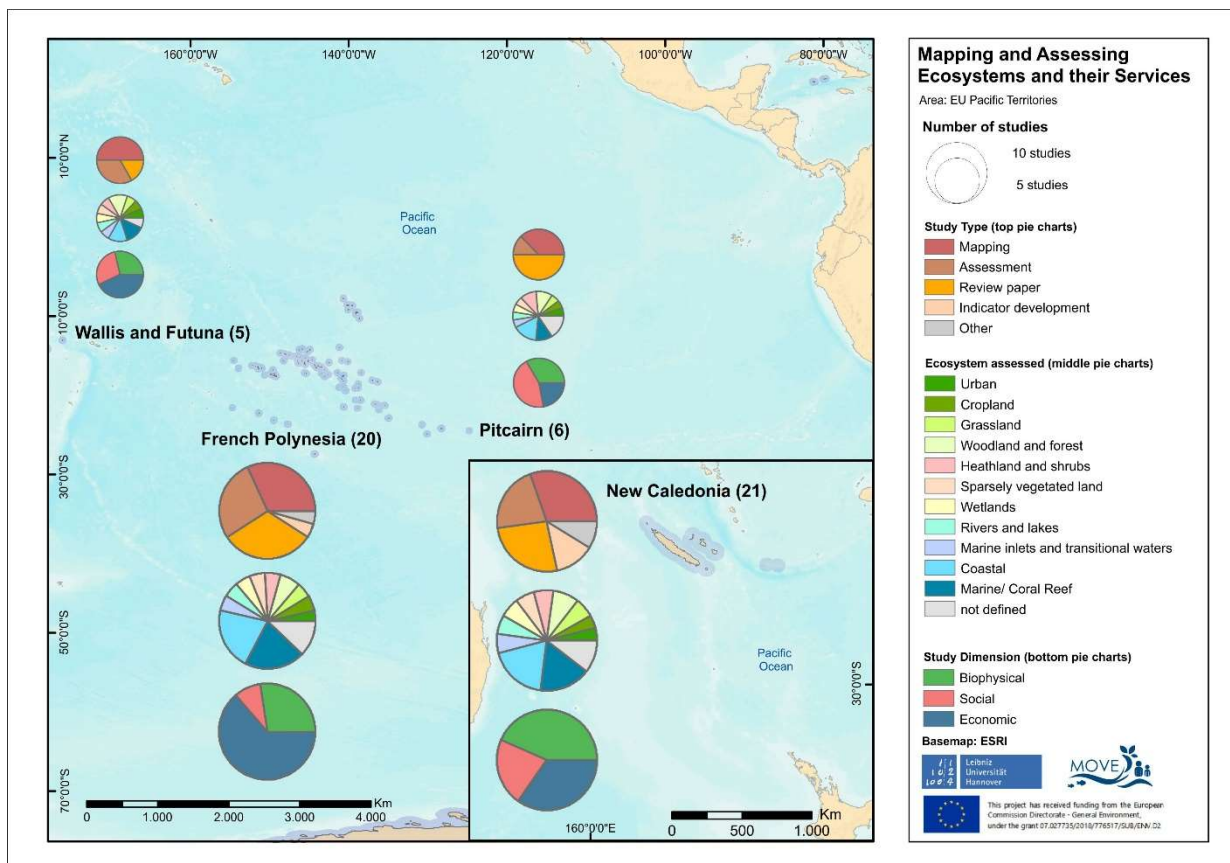 160°0'0"W
140°0'0"W
120°0'0"W
100°0'0"W
80°0'0"W
10°0'0"N
10°0'0"S
30°0'0"S
50°0'0"S
70°0'0"S
Pacific
Ocean
Wallis and Futuna (5)
French Polynesia (20)
Pitcairn (6)
New Caledonia (21)
Pacific
Ocean
30°0'0"S
160°0'0"E
Km
0
1.000
2.000
3.000
4.000
Km
0
500
1.000
Mapping and Assessing
Ecosystems and their Services
Area: EU Pacific Territories
Number of studies
10 studies
5 studies
Study Type (top pie charts)
Mapping
Assessment
Review paper
Indicator development
Other
Ecosystem assessed (middle pie charts)
Urban
Cropland
Grassland
Woodland and forest
Heathland and shrubs
Sparsely vegetated land
Wetlands
Rivers and lakes
Marine inlets and transitional waters
Coastal
Marine/ Coral Reef
not defined
Study Dimension (bottom pie charts)
Biophysical
Social
Economic
Basemap: ESRI
Leibniz
Universität
Hannover
MOVE
This project has received funding from the European
Commission Directorate - General Environment,
under the grant 07.027735/2018/776517/SUB/ENV.D2